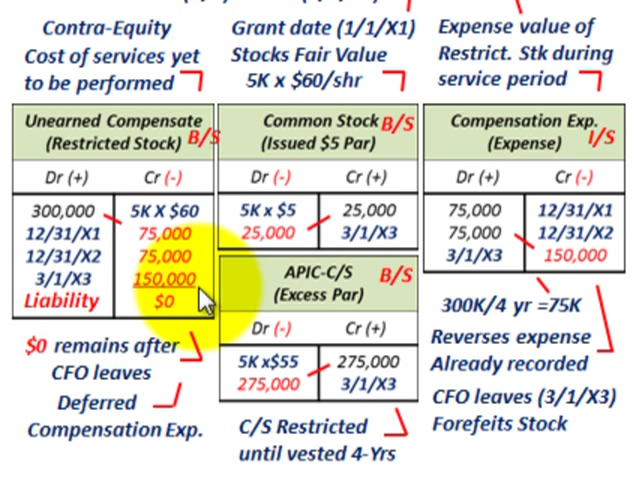 Contra-Equity
Cost of services yet
to be performed
Grant date (1/1/X1)
Stocks Fair Value
5K x $60/shr
Expense value of
Restrict. Stk during
service period
Unearned Compensate
(Restricted Stock) B/S
Dr (+) Cr (-)
300,000 5K X $60
12/31/X1 75,000
12/31/X2 75,000
3/1/X3 150,000
Liability $0
$0 remains after
CFO leaves
Deferred
Compensation Exp.
Common Stock B/S
(Issued $5 Par)
Dr (-) Cr (+)
5K x $5 25,000
25,000 3/1/X3
APIC-C/S B/S
(Excess Par)
Dr (-) Cr (+)
5K x$55 275,000
275,000 3/1/X3
C/S Restricted
until vested 4-Yrs
Compensation Exp.
(Expense) I/S
Dr (+) Cr (-)
75,000 12/31/X1
75,000 12/31/X2
3/1/X3 150,000
300K/4 yr =75K
Reverses expense
Already recorded
CFO leaves (3/1/X3)
Forefeits Stock